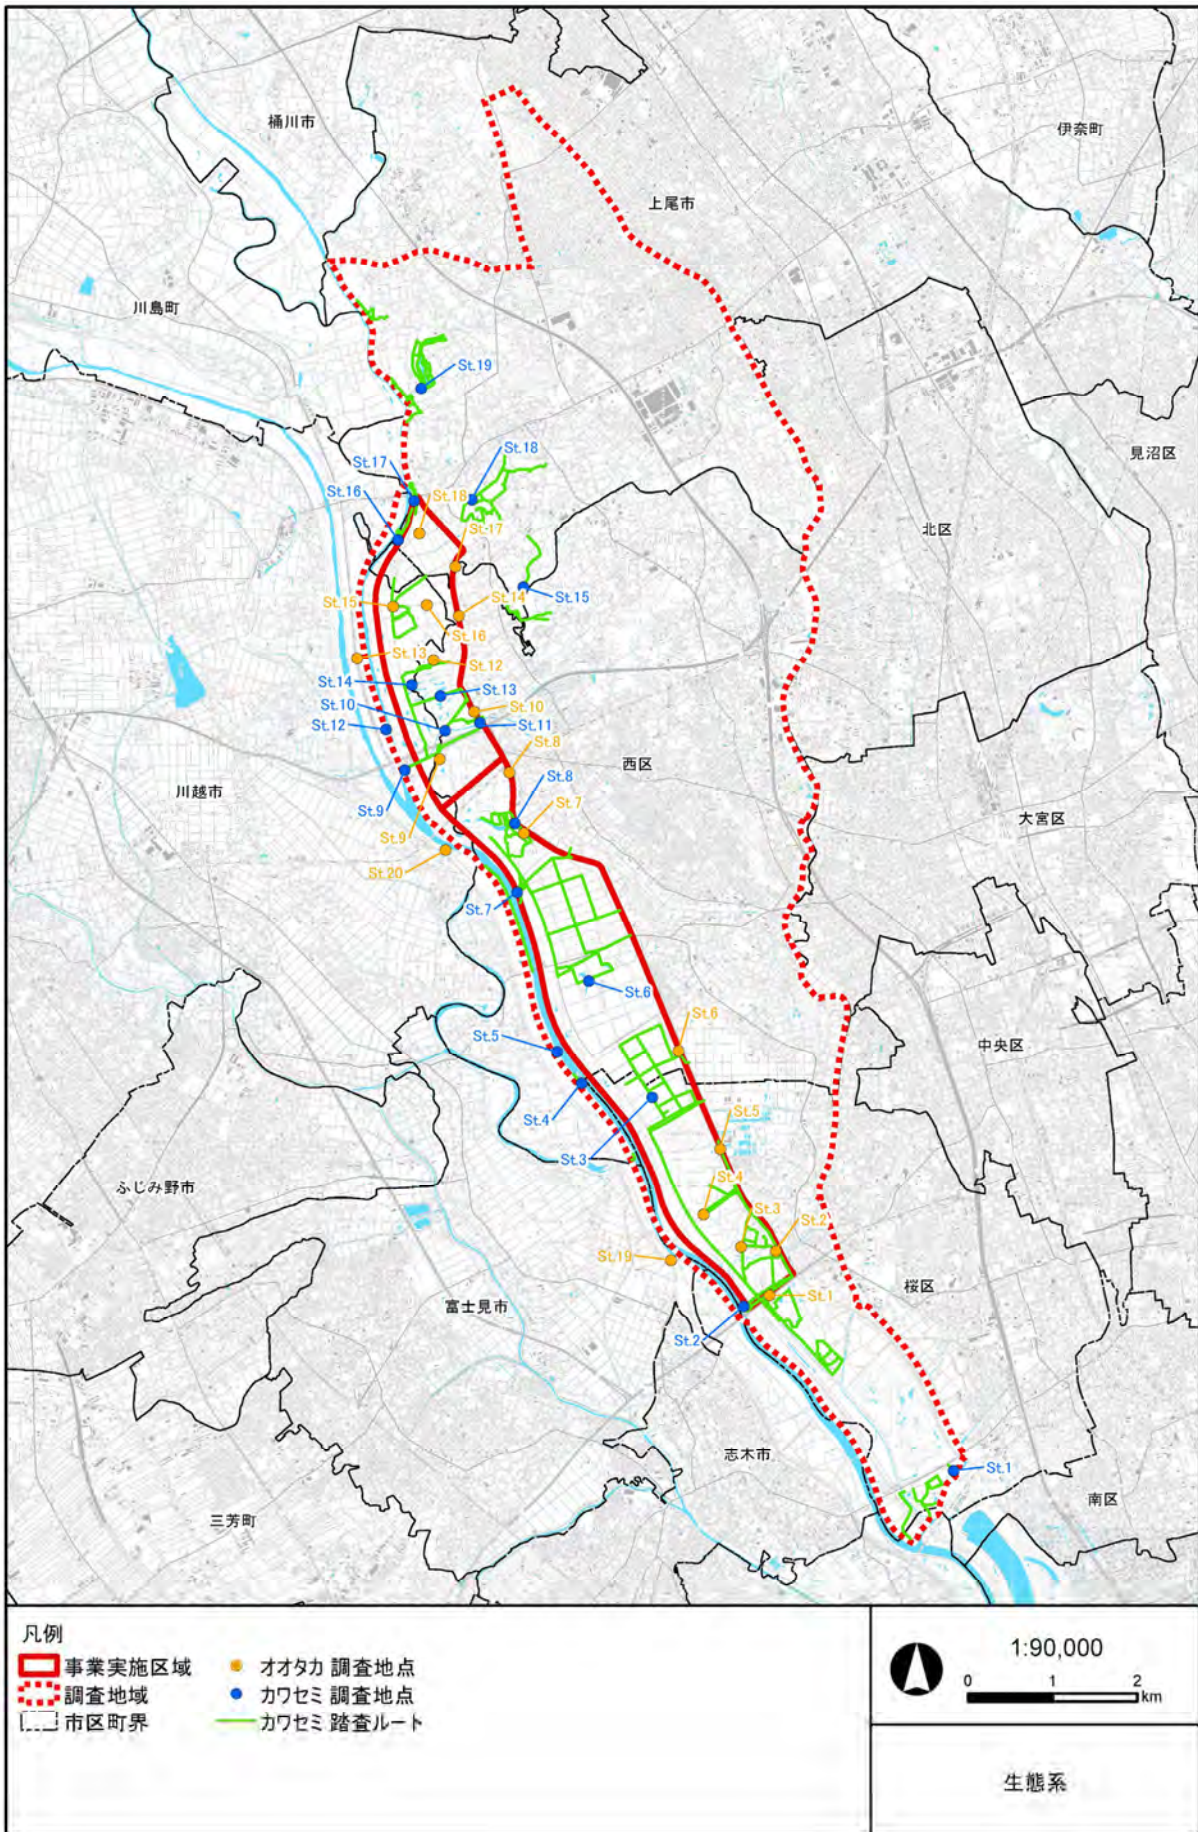 桶川市
伊奈町
上尾市
川島町
St.19
見沼区
St.18
St.17
St.18
St.16
北区
St.17
St.15
St.15
St.14
St.16
St.13
St.12
St.14
St.13
St.10
St.10
St.12
St.11
St.8
西区
St.8
川越市
St.9
St.7
大宮区
St.9
St.20
St.7
St.6
St.6
St.5
中央区
St.4
St.5
St.3
ふじみ野市
St.4
St.3
St.2
St.19
桜区
St.1
富士見市
St.2
志木市
St.1
南区
三芳町
凡例
事業実施区域
調査地域
市区町界
オオタカ 調査地点
カワセミ 調査地点
カワセミ 踏査ルート
1:90,000
0 1 2
km
生態系